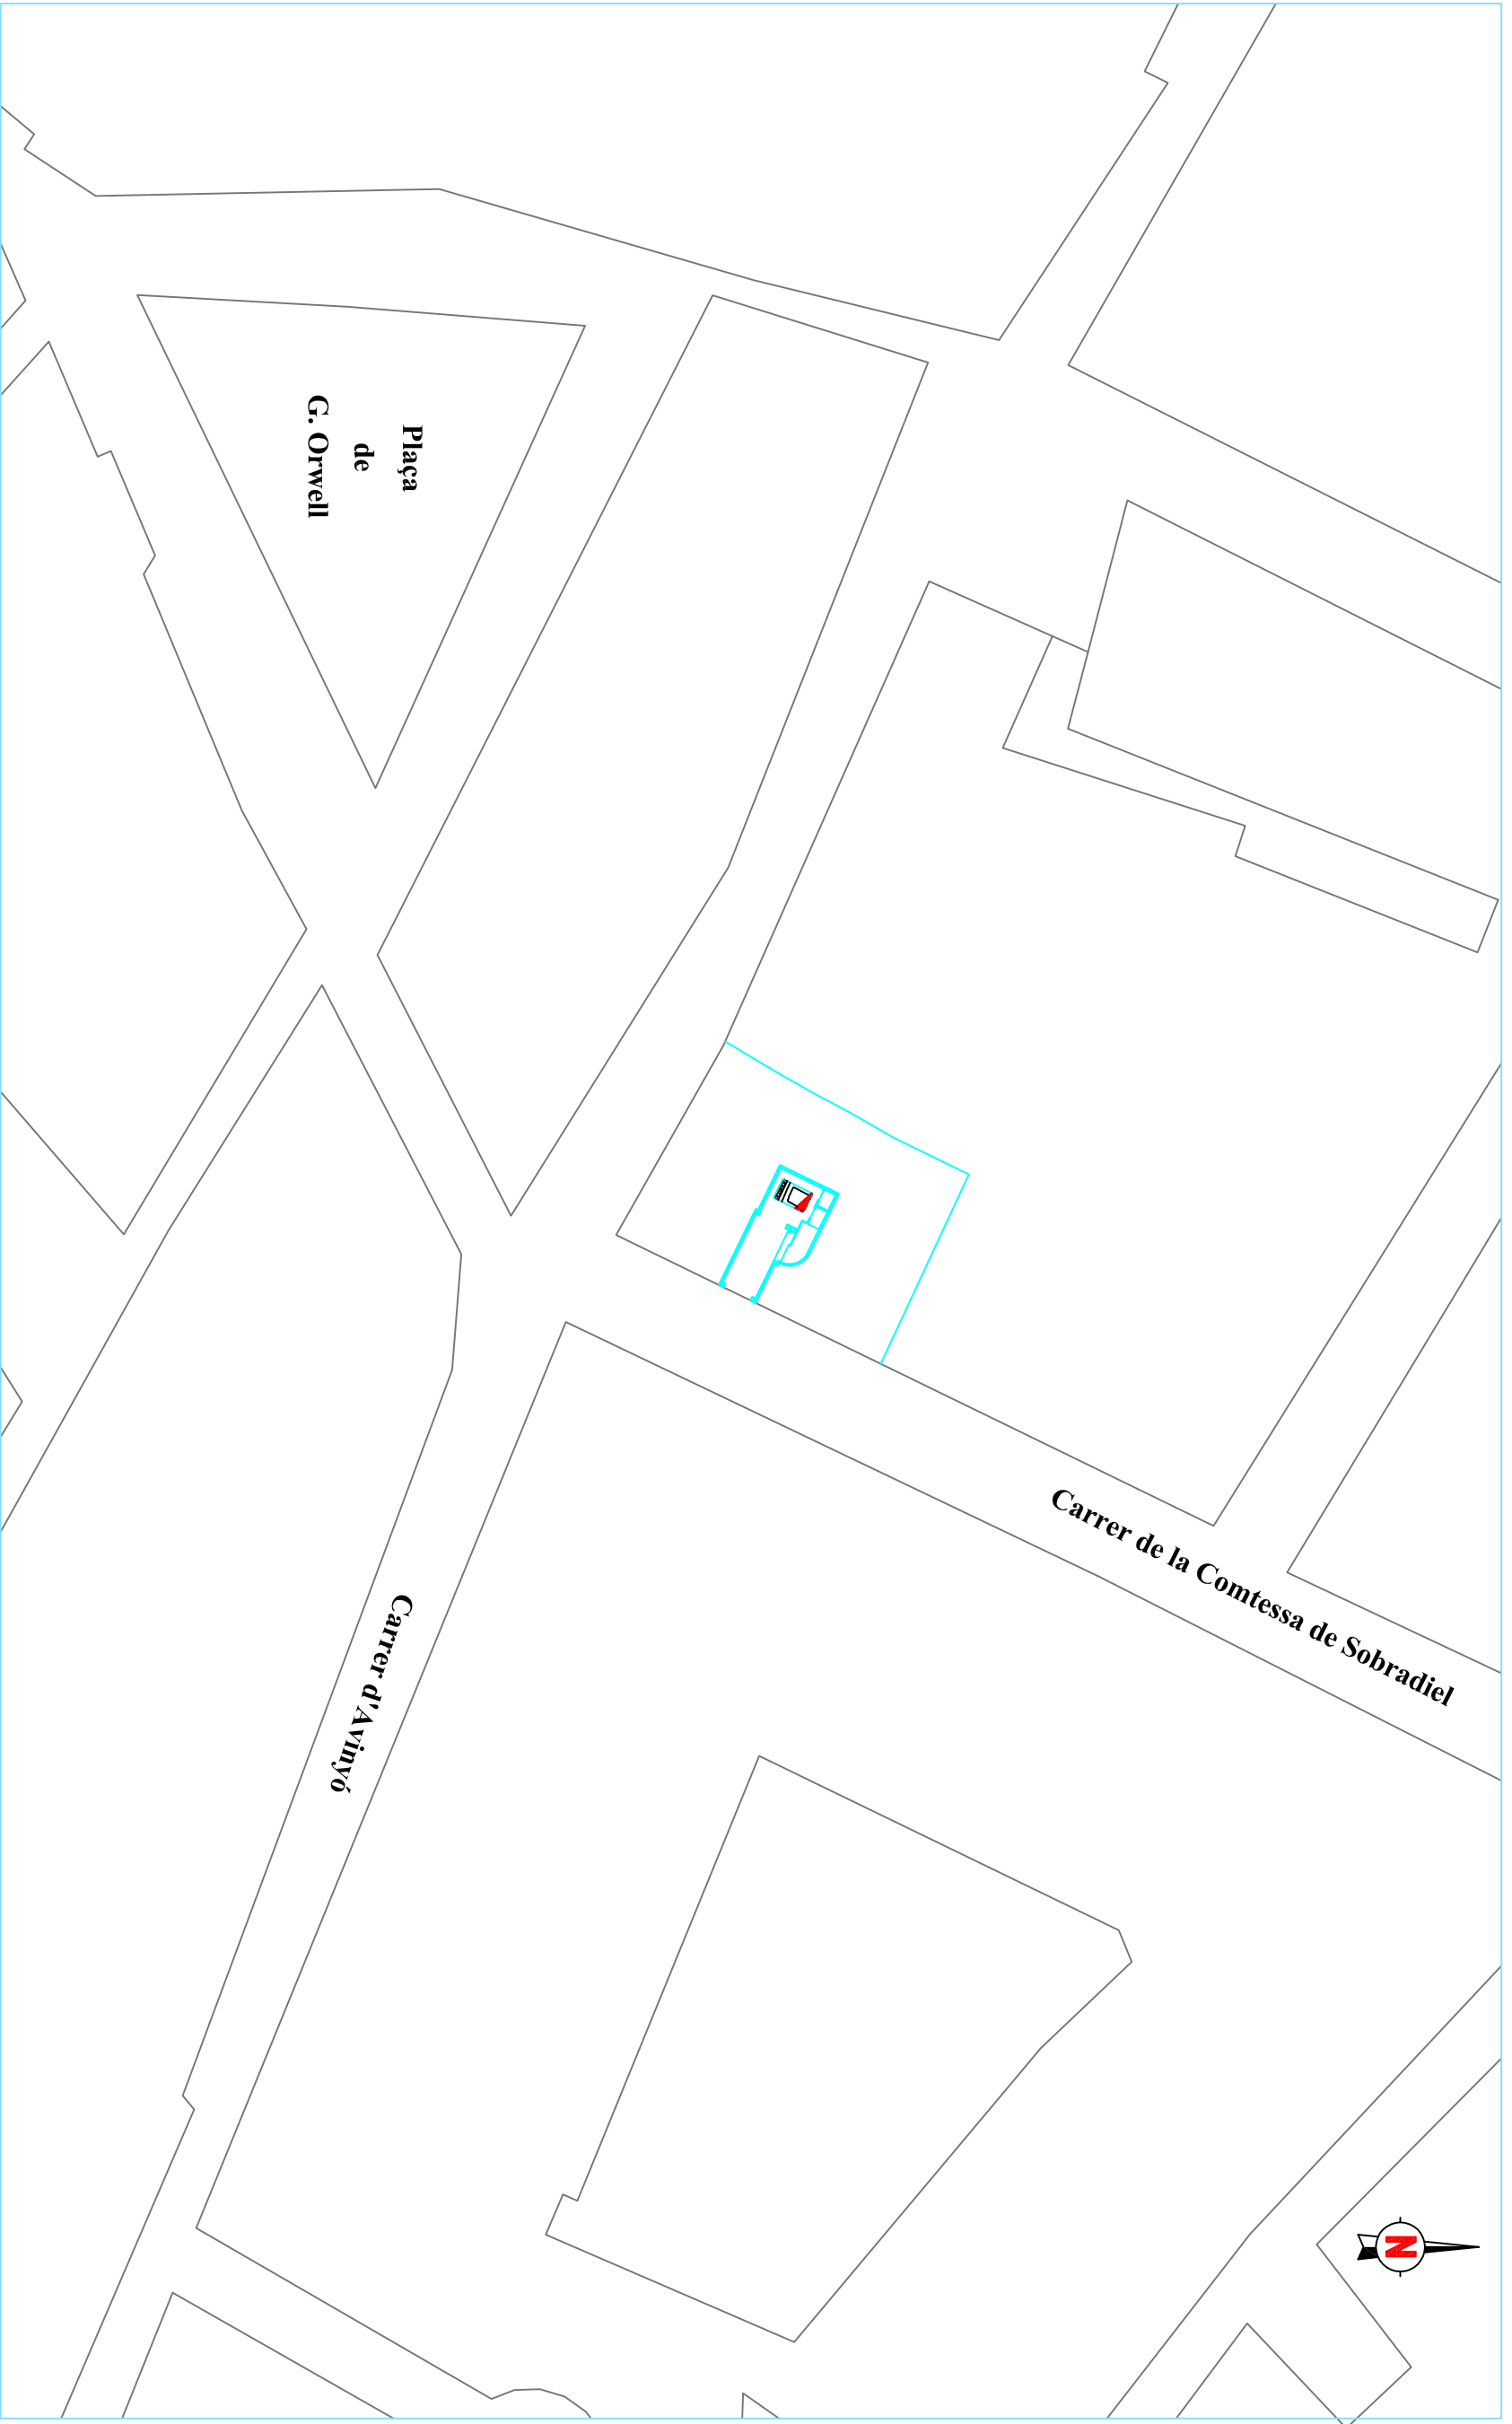 Plaça
de
G. Orwell
Carrer de la Comtessa de Sobradiel
Carrer d'Avinyó
N